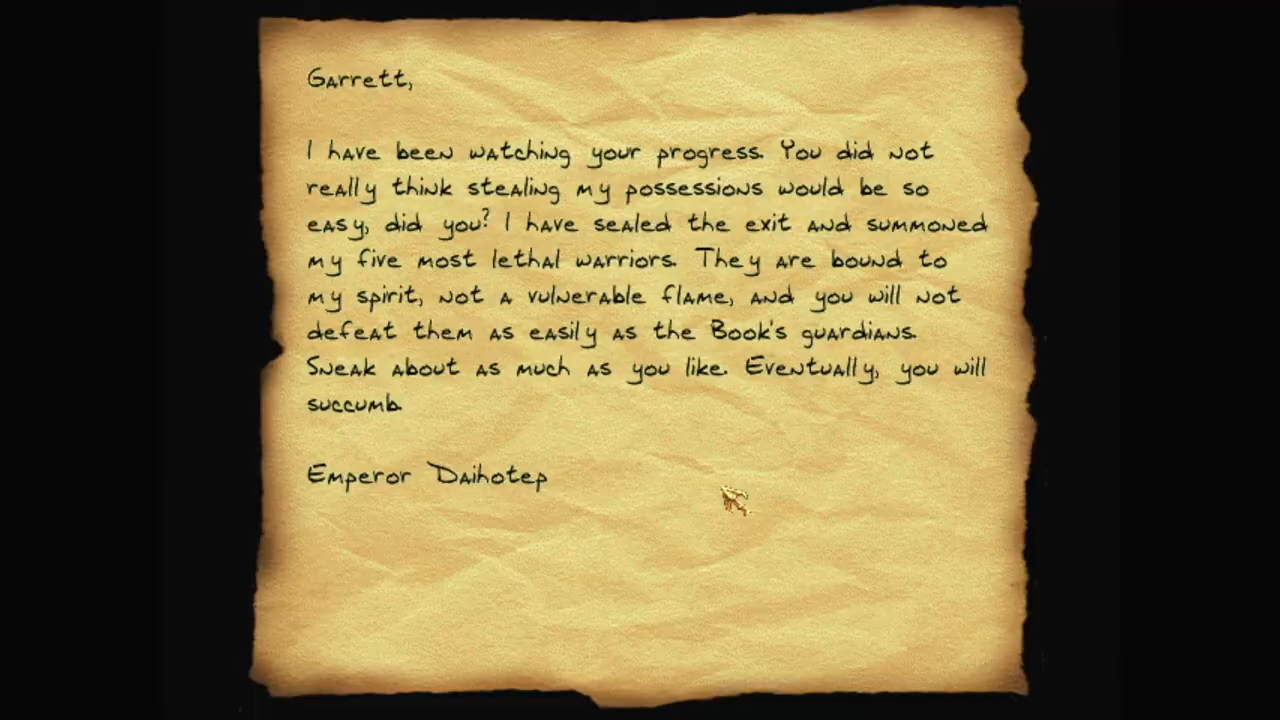 Garrett,
I have been watching your progress. You did not
really think stealing my possessions would be so
easy, did you? I have sealed the exit and summoned
my five most lethal warriors. They are bound to
my spirit, not a vulnerable flame, and you will not
defeat them as easily as the Book's guardians.
Sneak about as much as you like. Eventually, you will
succumb.
Emperor Daihotep